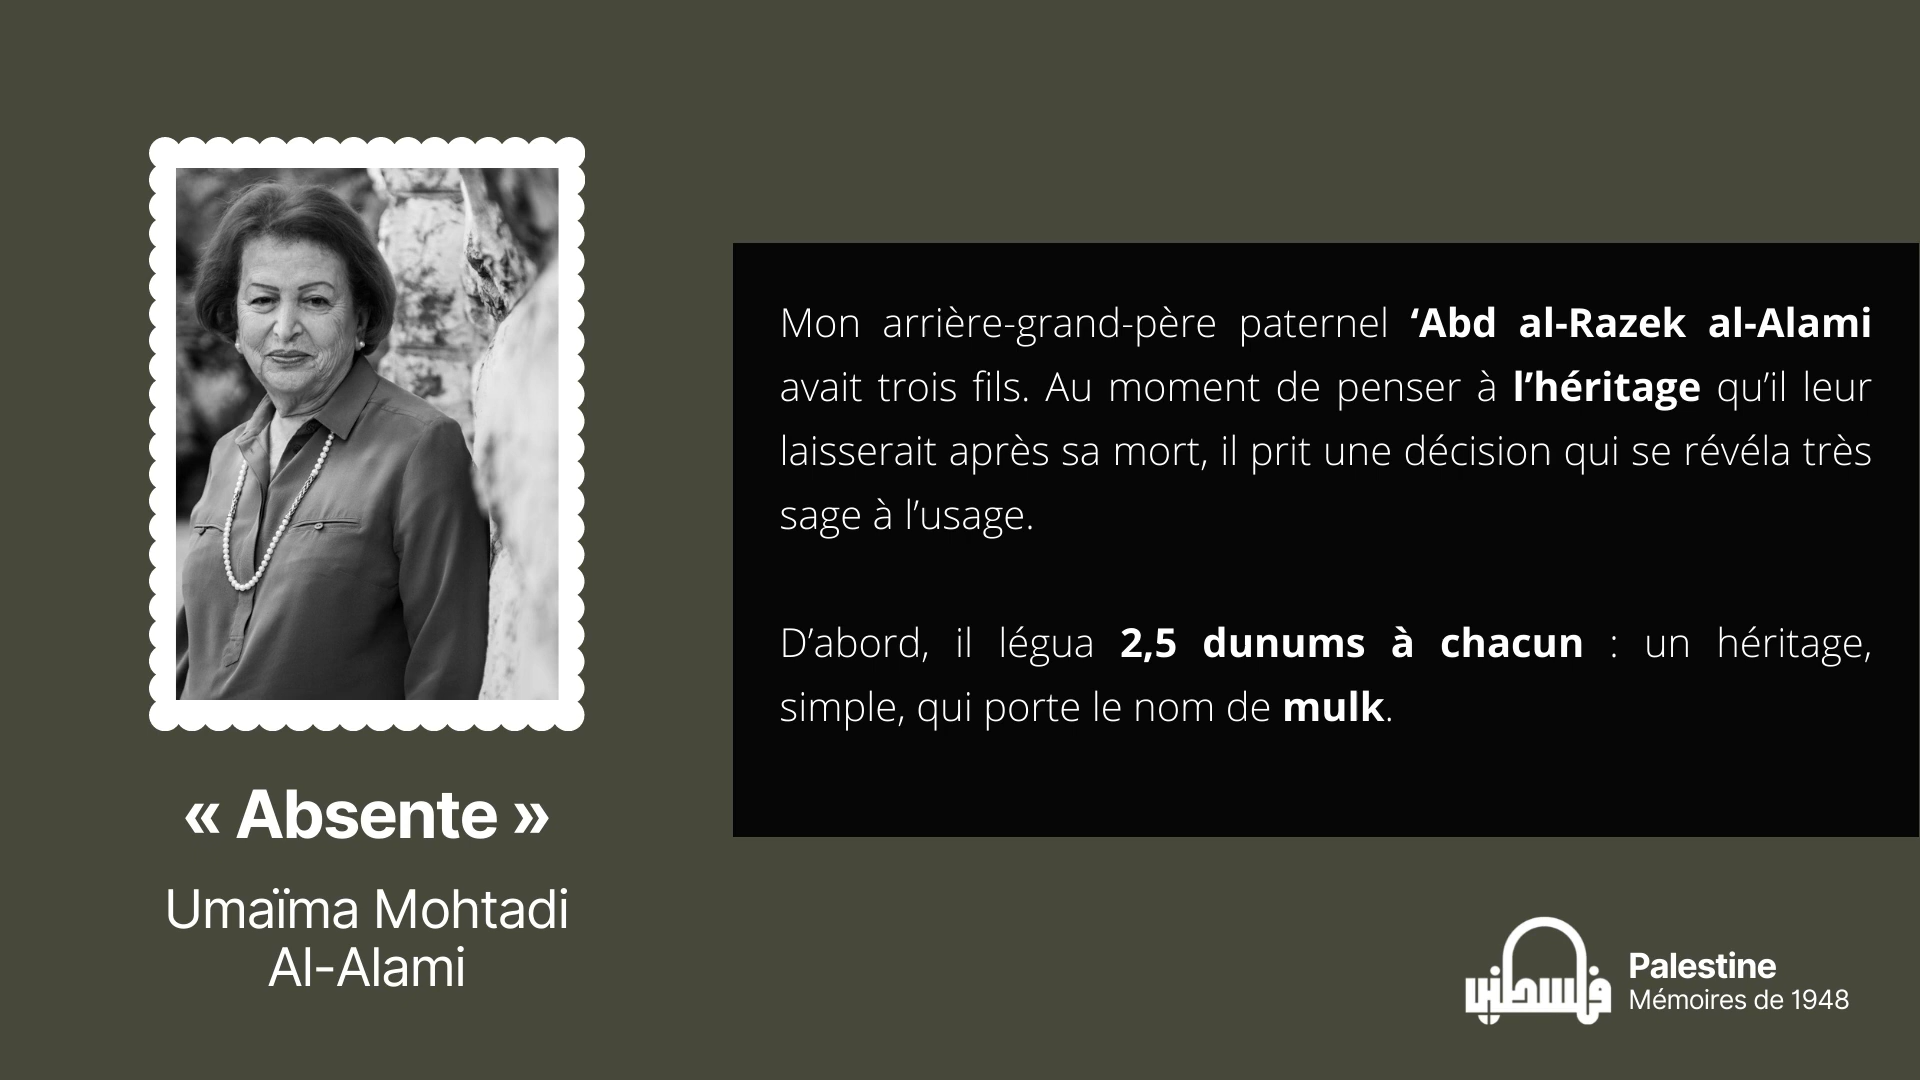 « Absente »
Umaïma Mohtadi
Al-Alami
Mon arrière-grand-père paternel ‘Abd al-Razek al-Alami
avait trois fils. Au moment de penser à l’héritage qu’il leur
laisserait après sa mort, il prit une décision qui se révéla très
sage à l’usage.
D’abord, il légua 2,5 dunums à chacun : un héritage,
simple, qui porte le nom de mulk.
فلسطين
Palestine
Mémoires de 1948